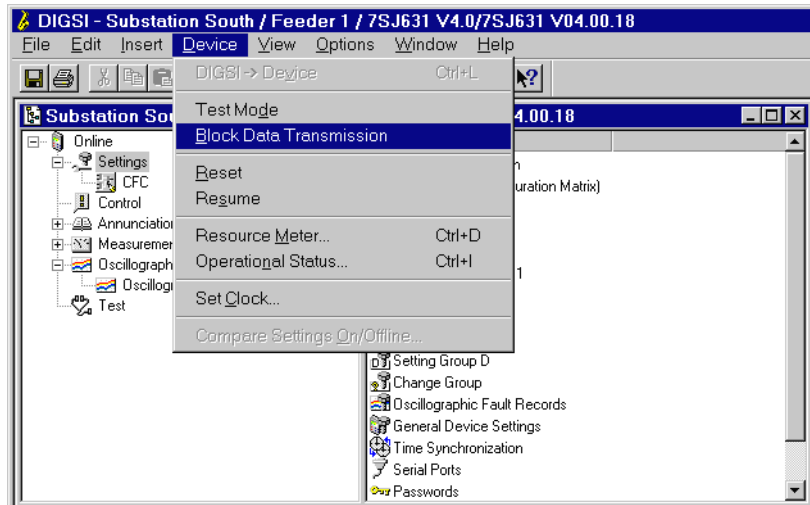 DIGSI - Substation South / Feeder 1 / 7SJ631 V4.0/7SJ631 V04.00.18
File Edit Insert Device View Options Window Help
DIGSI -> Device Ctrl+L
Test Mode
Block Data Transmission
Reset
Resume
Resource Meter... Ctrl+D
Operational Status... Ctrl+I
Set Clock...
Compare Settings On/Offline...
Substation Sou
4.00.18
Online
Settings
CFC
Control
Annunciation
Measuremen
Oscillograph
Oscillogr
Test
n
uration Matrix)
1
Setting Group D
Change Group
Oscillographic Fault Records
General Device Settings
Time Synchronization
Serial Ports
Passwords